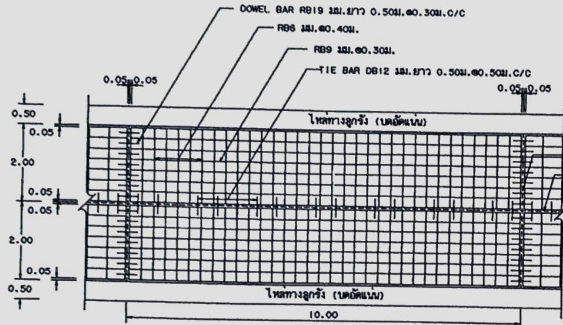 DOWEL BAR RB19 มม.ยาว 0.50ม.@0.30ม.C/C
RB6 มม.@0.40ม.
RB9 มม.@0.30ม.
TIE BAR DB12 มม.ยาว 0.50ม.@0.50ม.C/C
0.05 0.05
0.05 0.05
0.50
ไหล่ทางลูกรัง (บดอัดแน่น)
0.05
2.00
0.05
0.05
2.00
0.05
0.50
ไหล่ทางลูกรัง (บดอัดแน่น)
10.00